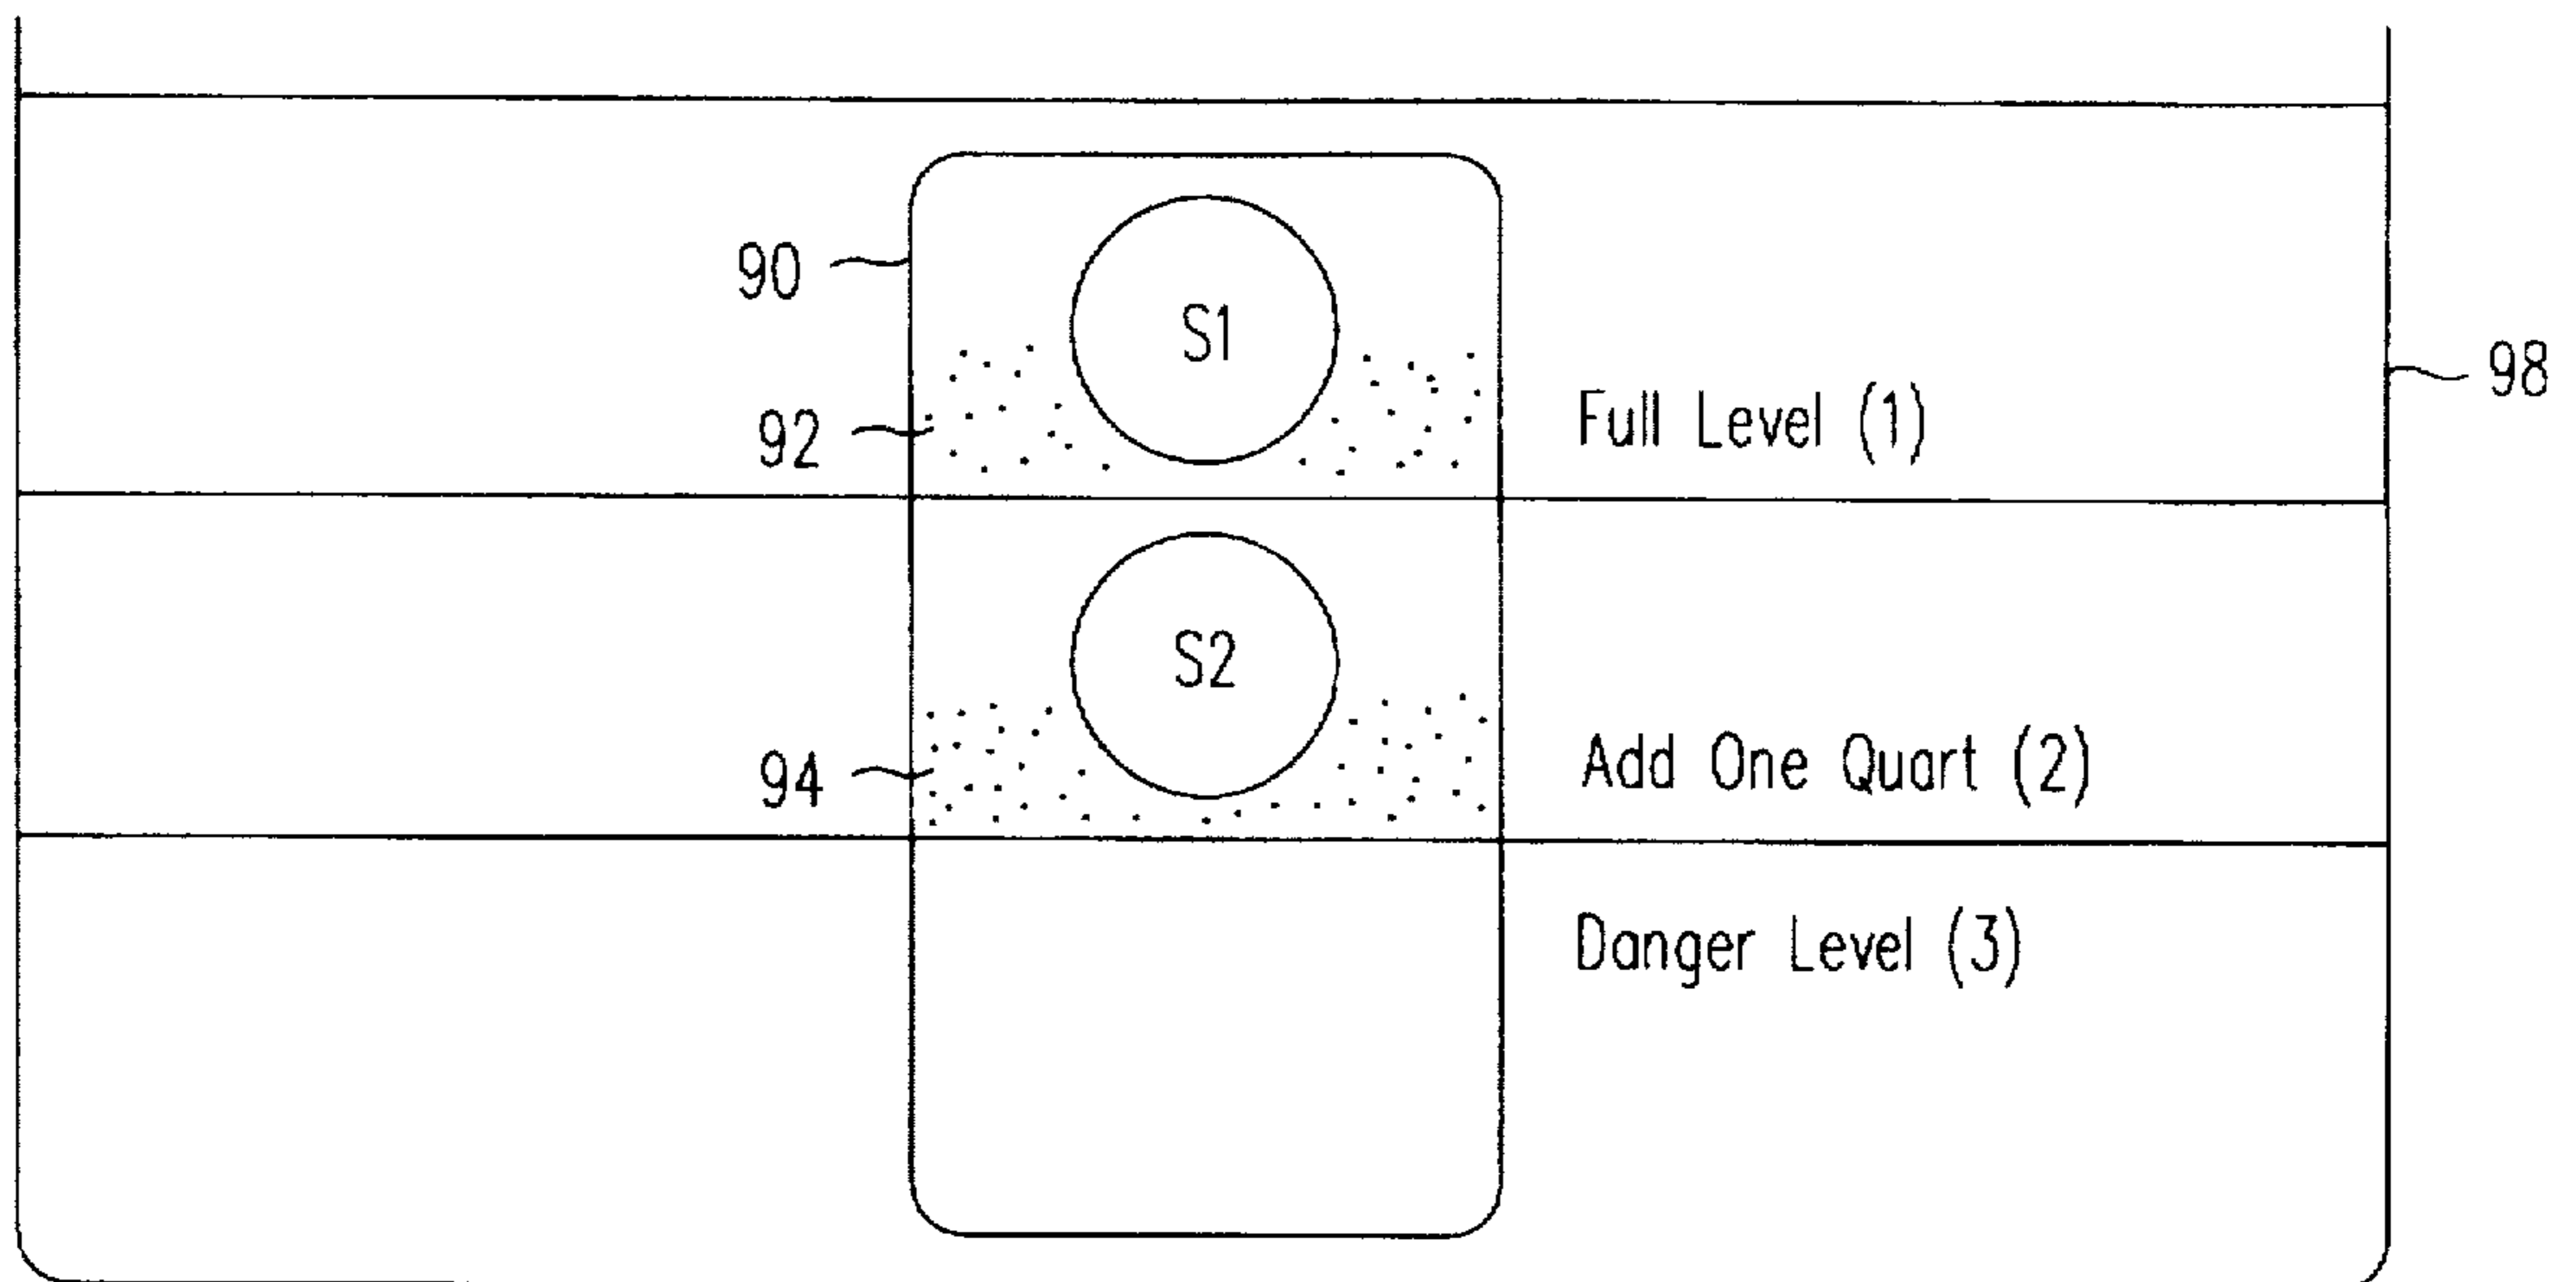 90
S1
98
92
Full Level (1)
S2
94
Add One Quart (2)
Danger Level (3)